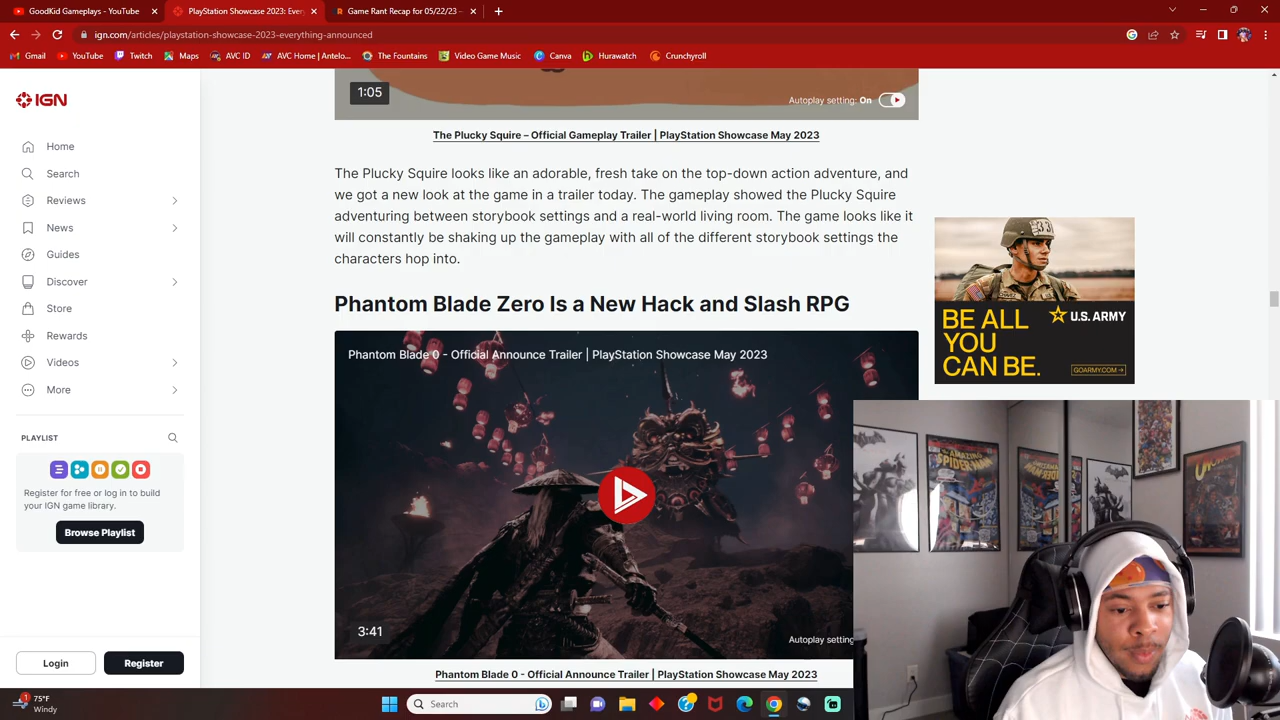 GoodKid Gameplays - YouTube
PlayStation Showcase 2023: Ever
Game Rant Recap for 05/22/23 –
ign.com/articles/playstation-showcase-2023-everything-announced
Gmail YouTube Twitch Maps AVC ID AVC Home | Antelo... The Fountains Video Game Music Canva Hurawatch Crunchyroll
IGN
Home
Search
Reviews
News
Guides
Discover
Store
Rewards
Videos
More
PLAYLIST
Register for free or log in to build
your IGN game library.
Browse Playlist
Login Register
1:05
Autoplay setting: On
The Plucky Squire – Official Gameplay Trailer | PlayStation Showcase May 2023
The Plucky Squire looks like an adorable, fresh take on the top-down action adventure, and
we got a new look at the game in a trailer today. The gameplay showed the Plucky Squire
adventuring between storybook settings and a real-world living room. The game looks like it
will constantly be shaking up the gameplay with all of the different storybook settings the
characters hop into.
Phantom Blade Zero Is a New Hack and Slash RPG
Phantom Blade 0 - Official Announce Trailer | PlayStation Showcase May 2023
3:41
Autoplay setting
Phantom Blade 0 - Official Announce Trailer | PlayStation Showcase May 2023
BE ALL
YOU
CAN BE.
U.S. ARMY
GOARMY.COM
THE AMAZING
SPIDER-MAN
1
75°F
Windy
Search